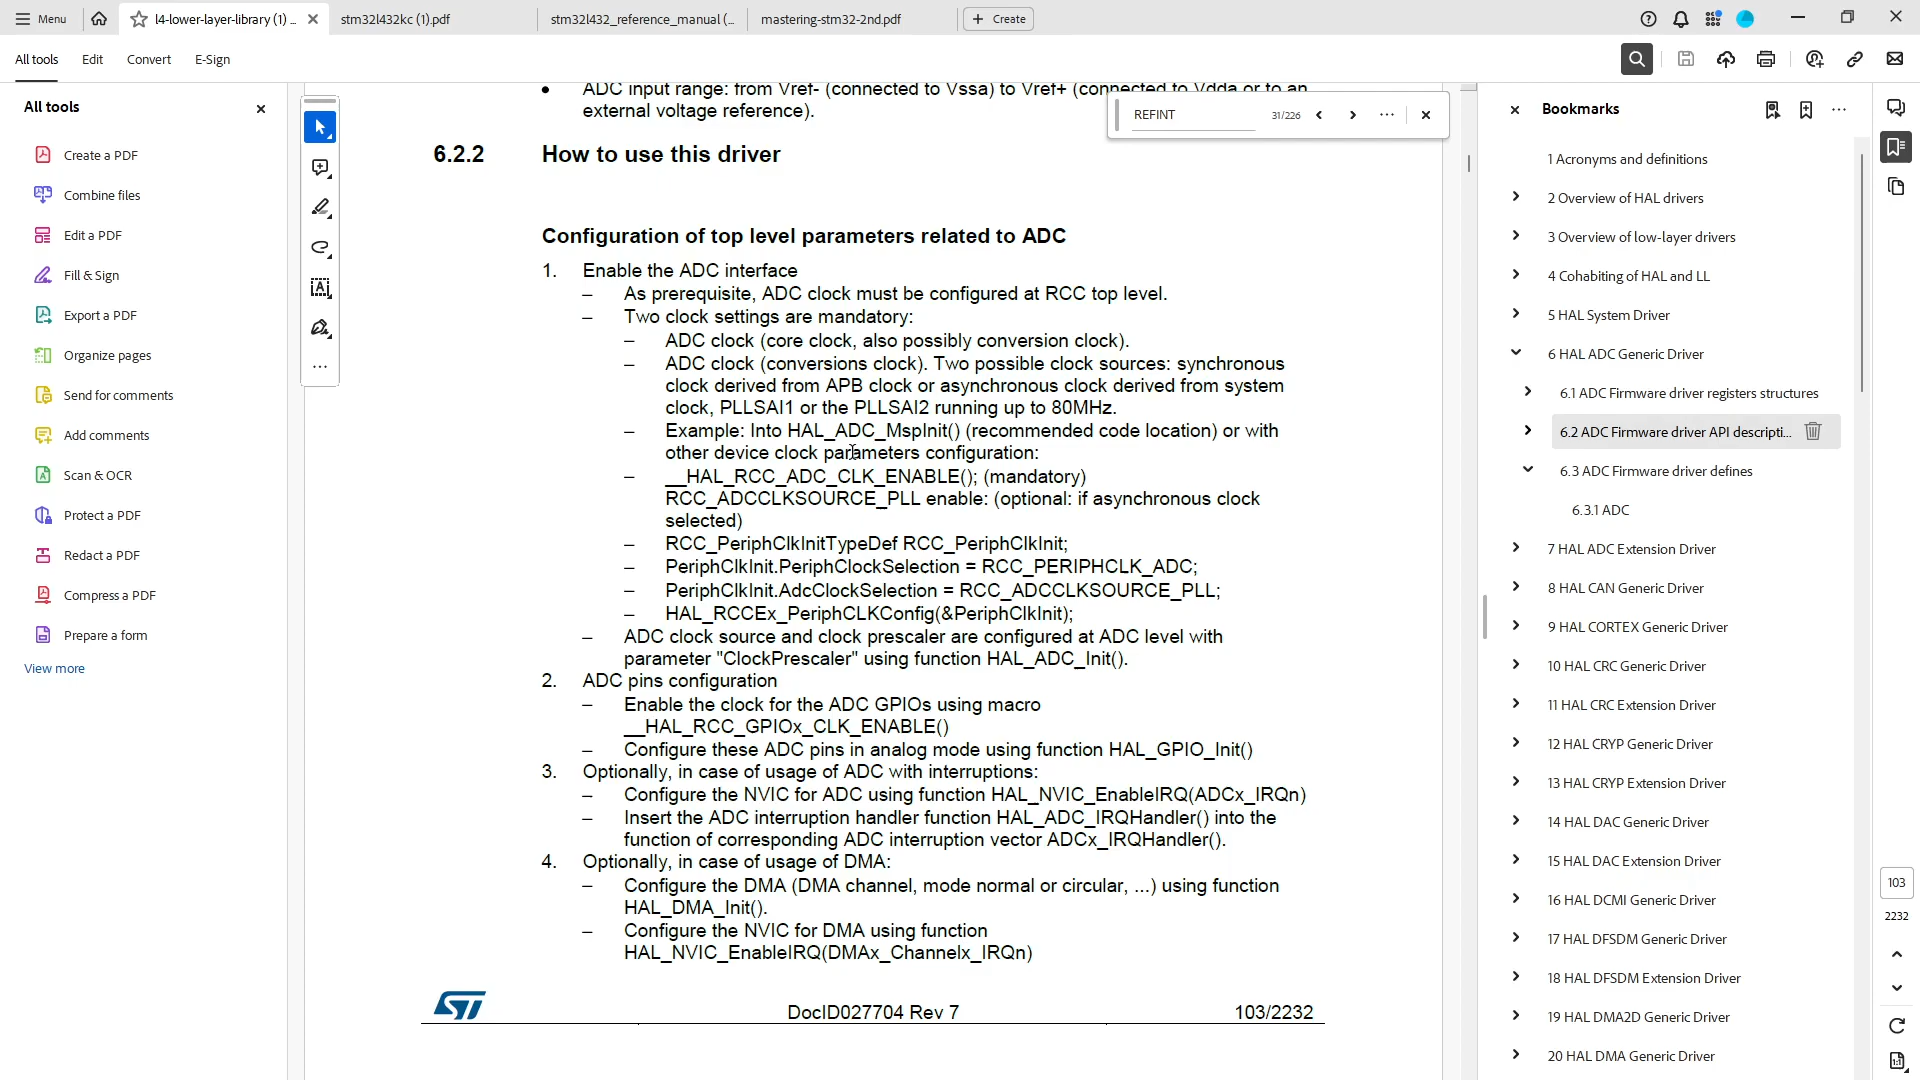 Menu
l4-lower-layer-library (1) ...
stm32l432kc (1).pdf
stm32l432_reference_manual (...
mastering-stm32-2nd.pdf
Create
All tools
Edit
Convert
E-Sign
All tools
Create a PDF
Combine files
Edit a PDF
Fill & Sign
Export a PDF
Organize pages
Send for comments
Add comments
Scan & OCR
Protect a PDF
Redact a PDF
Compress a PDF
Prepare a form
View more
• ADC input range: from Vref- (connected to Vssa) to Vref+ (connected to Vdda or to an
external voltage reference).
REFINT
31/226
6.2.2 How to use this driver
Configuration of top level parameters related to ADC
1. Enable the ADC interface
– As prerequisite, ADC clock must be configured at RCC top level.
– Two clock settings are mandatory:
– ADC clock (core clock, also possibly conversion clock).
– ADC clock (conversions clock). Two possible clock sources: synchronous
clock derived from APB clock or asynchronous clock derived from system
clock, PLLSAI1 or the PLLSAI2 running up to 80MHz.
– Example: Into HAL_ADC_MspInit() (recommended code location) or with
other device clock parameters configuration:
– __HAL_RCC_ADC_CLK_ENABLE(); (mandatory)
RCC_ADCCLKSOURCE_PLL enable: (optional: if asynchronous clock
selected)
– RCC_PeriphClkInitTypeDef RCC_PeriphClkInit;
– PeriphClkInit.PeriphClockSelection = RCC_PERIPHCLK_ADC;
– PeriphClkInit.AdcClockSelection = RCC_ADCCLKSOURCE_PLL;
– HAL_RCCEx_PeriphCLKConfig(&PeriphClkInit);
– ADC clock source and clock prescaler are configured at ADC level with
parameter "ClockPrescaler" using function HAL_ADC_Init().
2. ADC pins configuration
– Enable the clock for the ADC GPIOs using macro
__HAL_RCC_GPIOx_CLK_ENABLE()
– Configure these ADC pins in analog mode using function HAL_GPIO_Init()
3. Optionally, in case of usage of ADC with interruptions:
– Configure the NVIC for ADC using function HAL_NVIC_EnableIRQ(ADCx_IRQn)
– Insert the ADC interruption handler function HAL_ADC_IRQHandler() into the
function of corresponding ADC interruption vector ADCx_IRQHandler().
4. Optionally, in case of usage of DMA:
– Configure the DMA (DMA channel, mode normal or circular, ...) using function
HAL_DMA_Init().
– Configure the NVIC for DMA using function
HAL_NVIC_EnableIRQ(DMAx_Channelx_IRQn)
ST DocID027704 Rev 7 103/2232
Bookmarks
1 Acronyms and definitions
2 Overview of HAL drivers
3 Overview of low-layer drivers
4 Cohabiting of HAL and LL
5 HAL System Driver
6 HAL ADC Generic Driver
6.1 ADC Firmware driver registers structures
6.2 ADC Firmware driver API descripti...
6.3 ADC Firmware driver defines
6.3.1 ADC
7 HAL ADC Extension Driver
8 HAL CAN Generic Driver
9 HAL CORTEX Generic Driver
10 HAL CRC Generic Driver
11 HAL CRC Extension Driver
12 HAL CRYP Generic Driver
13 HAL CRYP Extension Driver
14 HAL DAC Generic Driver
15 HAL DAC Extension Driver
16 HAL DCMI Generic Driver
17 HAL DFSDM Generic Driver
18 HAL DFSDM Extension Driver
19 HAL DMA2D Generic Driver
20 HAL DMA Generic Driver
103
2232